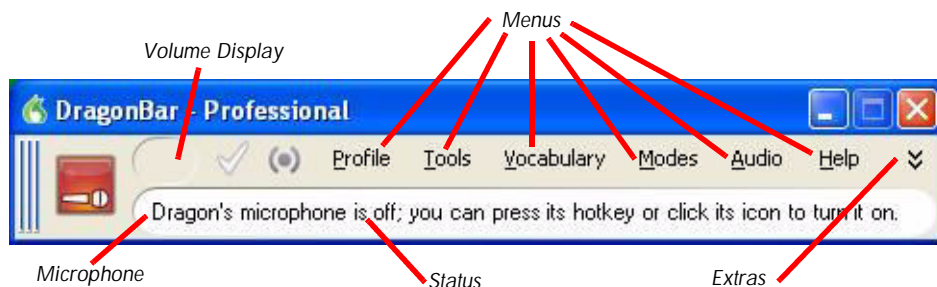 Menus
Volume Display
DragonBar - Professional
Profile Tools Vocabulary Modes Audio Help
Dragon's microphone is off; you can press its hotkey or click its icon to turn it on.
Microphone Status Extras